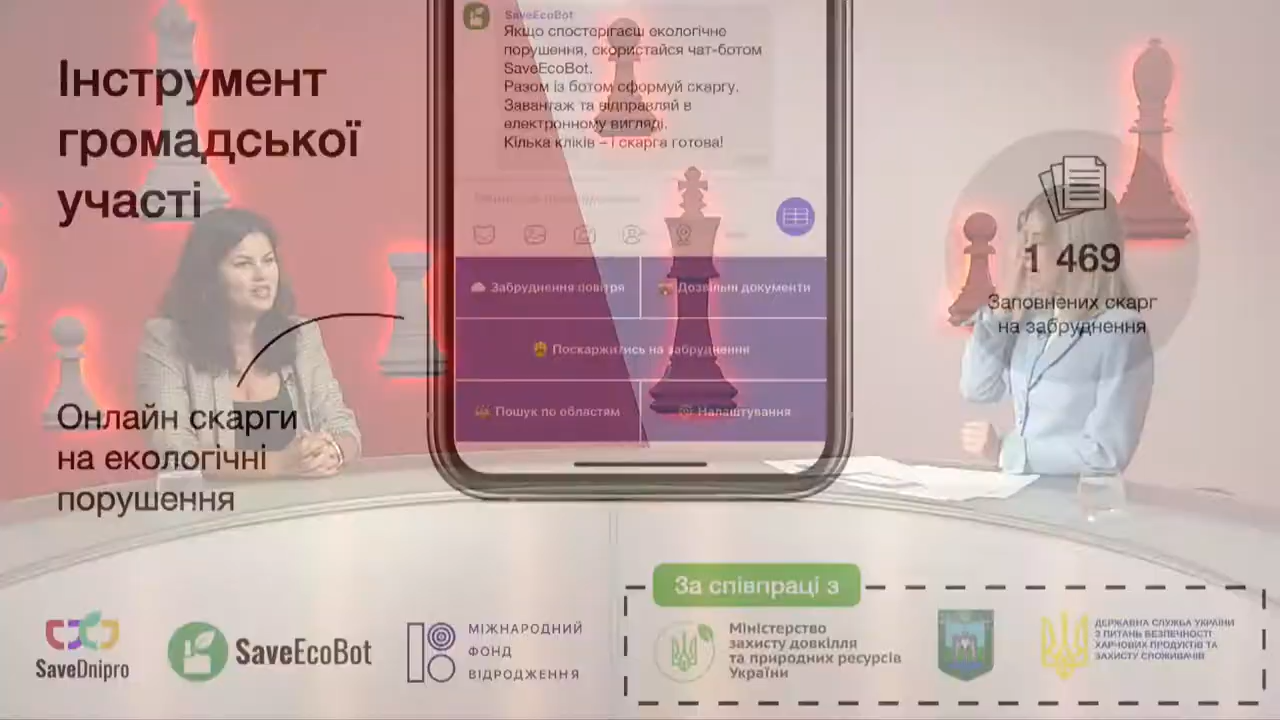 Інструмент
громадської
участі
Онлайн скарги
на екологічні
порушення
SaveEcoBot
Якщо спостерігаєш екологічне
порушення, скористайся чат-ботом
SaveEcoBot.
Разом із ботом сформуй скаргу.
Завантаж та відправляй в
електронному вигляді.
Кілька кліків – і скарга готова!
Забруднення повітря
Дозвільні документи
Поскаржитись на забруднення
Пошук по областям
Налаштування
1 469
Заповнених скарг
на забруднення
За співпраці з
SaveDnipro
SaveEcoBot
МІЖНАРОДНИЙ
ФОНД
ВІДРОДЖЕННЯ
Міністерство
захисту довкілля
та природних ресурсів
України
ДЕРЖАВНА СЛУЖБА УКРАЇНИ
З ПИТАНЬ БЕЗПЕЧНОСТІ
ХАРЧОВИХ ПРОДУКТІВ ТА
ЗАХИСТУ СПОЖИВАЧІВ